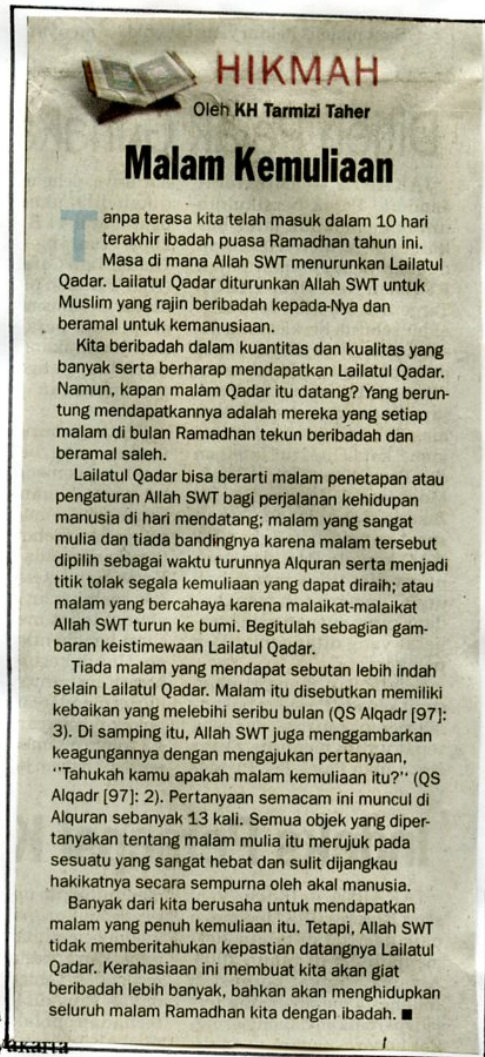 HIKMAH
Oleh KH Tarmizi Taher
Malam Kemuliaan
Tanpa terasa kita telah masuk dalam 10 hari
terakhir ibadah puasa Ramadhan tahun ini.
Masa di mana Allah SWT menurunkan Lailatul
Qadar. Lailatul Qadar diturunkan Allah SWT untuk
Muslim yang rajin beribadah kepada-Nya dan
beramal untuk kemanusiaan.
Kita beribadah dalam kuantitas dan kualitas yang
banyak serta berharap mendapatkan Lailatul Qadar.
Namun, kapan malam Qadar itu datang? Yang berun-
tung mendapatkannya adalah mereka yang setiap
malam di bulan Ramadhan tekun beribadah dan
beramal saleh.
Lailatul Qadar bisa berarti malam penetapan atau
pengaturan Allah SWT bagi perjalanan kehidupan
manusia di hari mendatang; malam yang sangat
mulia dan tiada bandingnya karena malam tersebut
dipilih sebagai waktu turunnya Alquran serta menjadi
titik tolak segala kemuliaan yang dapat diraih; atau
malam yang bercahaya karena malaikat-malaikat
Allah SWT turun ke bumi. Begitulah sebagian gam-
baran keistimewaan Lailatul Qadar.
Tiada malam yang mendapat sebutan lebih indah
selain Lailatul Qadar. Malam itu disebutkan memiliki
kebaikan yang melebihi seribu bulan (QS Alqadr [97]:
3). Di samping itu, Allah SWT juga menggambarkan
keagungannya dengan mengajukan pertanyaan,
''Tahukah kamu apakah malam kemuliaan itu?'' (QS
Alqadr [97]: 2). Pertanyaan semacam ini muncul di
Alquran sebanyak 13 kali. Semua objek yang diper-
tanyakan tentang malam mulia itu merujuk pada
sesuatu yang sangat hebat dan sulit dijangkau
hakikatnya secara sempurna oleh akal manusia.
Banyak dari kita berusaha untuk mendapatkan
malam yang penuh kemuliaan itu. Tetapi, Allah SWT
tidak memberitahukan kepastian datangnya Lailatul
Qadar. Kerahasiaan ini membuat kita akan giat
beribadah lebih banyak, bahkan akan menghidupkan
seluruh malam Ramadhan kita dengan ibadah. ■